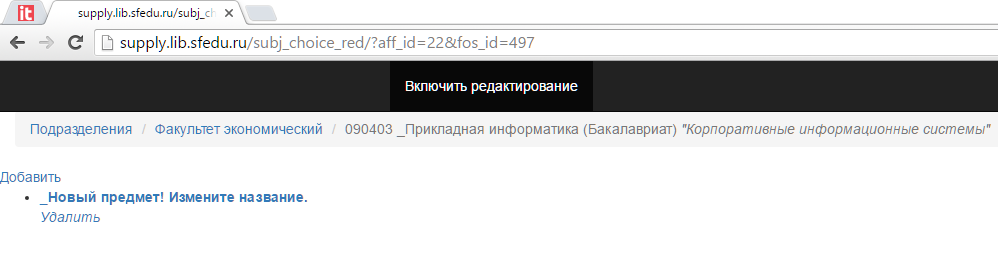 it
supply.lib.sfedu.ru/subj_ch
supply.lib.sfedu.ru/subj_choice_red/?aff_id=22&fos_id=497
Включить редактирование
Подразделения / Факультет экономический / 090403 _Прикладная информатика (Бакалавриат) "Корпоративные информационные системы"
Добавить
_Новый предмет! Измените название.
Удалить